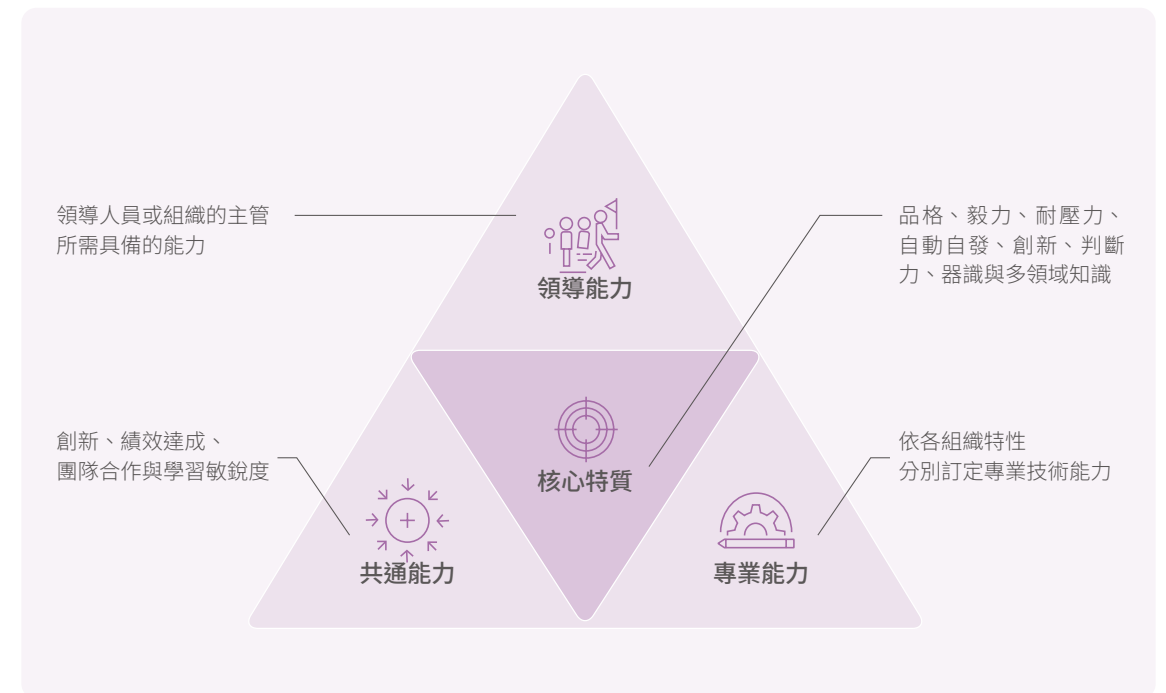 領導人員或組織的主管
所需具備的能力
品格、毅力、耐壓力、
自動自發、創新、判斷
力、器識與多領域知識
領導能力
創新、績效達成、
團隊合作與學習敏銳度
核心特質
依各組織特性
分別訂定專業技術能力
共通能力
專業能力